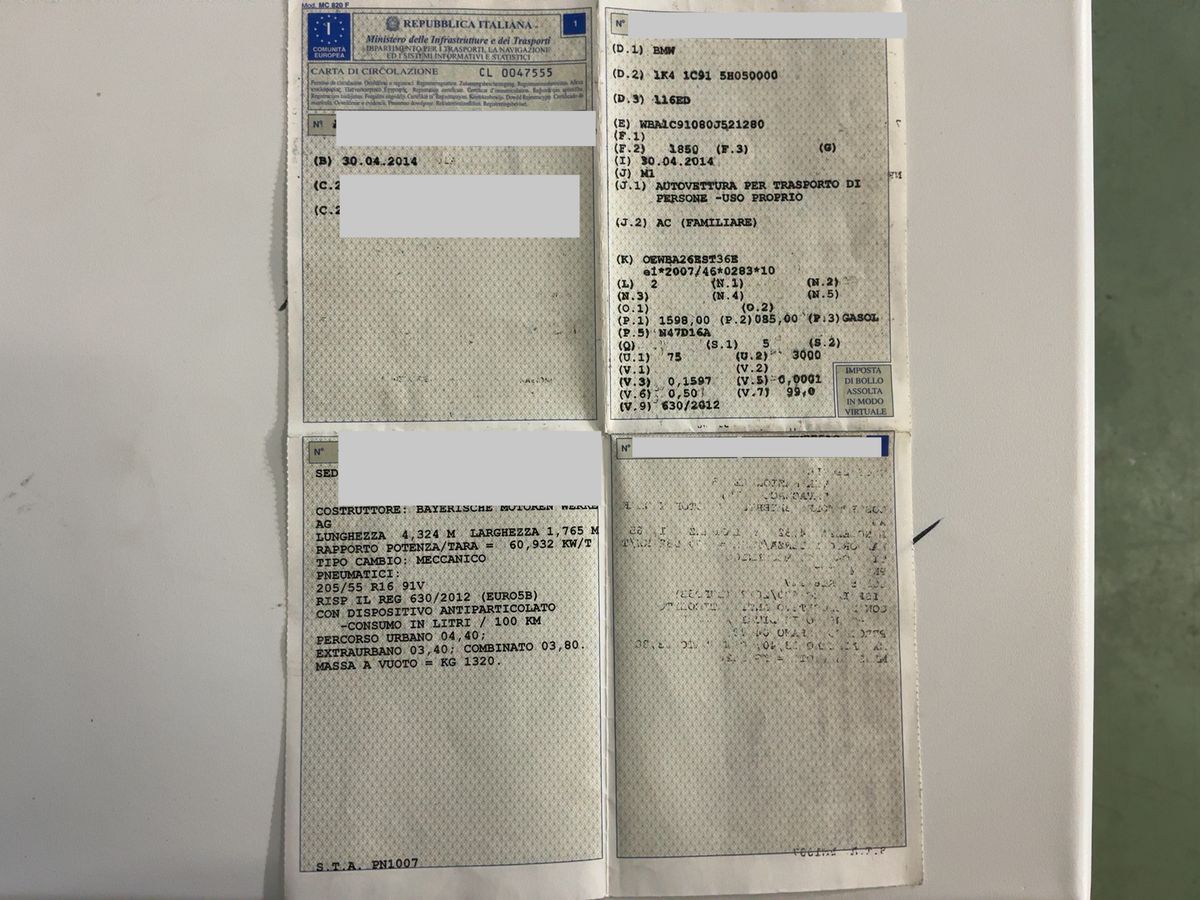 Mod. MC 820 F
1
COMUNITÀ
EUROPEA
REPUBBLICA ITALIANA
Ministero delle Infrastrutture e dei Trasporti
DIPARTIMENTO PER I TRASPORTI, LA NAVIGAZIONE
ED I SISTEMI INFORMATIVI E STATISTICI
1
CARTA DI CIRCOLAZIONE CL 0047555
N°
(B) 30.04.2014
(C.2
(C.2
N°
(D.1) BMW
(D.2) 1K4 1C91 5H050000
(D.3) 116ED
(E) WBA1C91080J521280
(F.1)
(F.2) 1850 (F.3) (G)
(I) 30.04.2014
(J) M1
(J.1) AUTOVETTURA PER TRASPORTO DI
PERSONE -USO PROPRIO
(J.2) AC (FAMILIARE)
(K) OEWBA26EST36E
e1*2007/46*0283*10
(L) 2 (N.1) (N.2)
(N.3) (N.4) (N.5)
(O.1) (O.2)
(P.1) 1598,00 (P.2)085,00 (P.3)GASOL
(P.5) N47D16A
(Q) (S.1) 5 (S.2)
(U.1) 75 (U.2) 3000
(V.1) (V.2)
(V.3) 0,1597 (V.5) 0,0001
(V.6) 0,50 (V.7) 99,0
(V.9) 630/2012
IMPOSTA
DI BOLLO
ASSOLTA
IN MODO
VIRTUALE
N°
SED
COSTRUTTORE: BAYERISCHE MOTOREN WERKE
AG
LUNGHEZZA 4,324 M LARGHEZZA 1,765 M
RAPPORTO POTENZA/TARA = 60,932 KW/T
TIPO CAMBIO: MECCANICO
PNEUMATICI:
205/55 R16 91V
RISP IL REG 630/2012 (EURO5B)
CON DISPOSITIVO ANTIPARTICOLATO
-CONSUMO IN LITRI / 100 KM
PERCORSO URBANO 04,40;
EXTRAURBANO 03,40; COMBINATO 03,80.
MASSA A VUOTO = KG 1320.
S.T.A. PN1007
N°